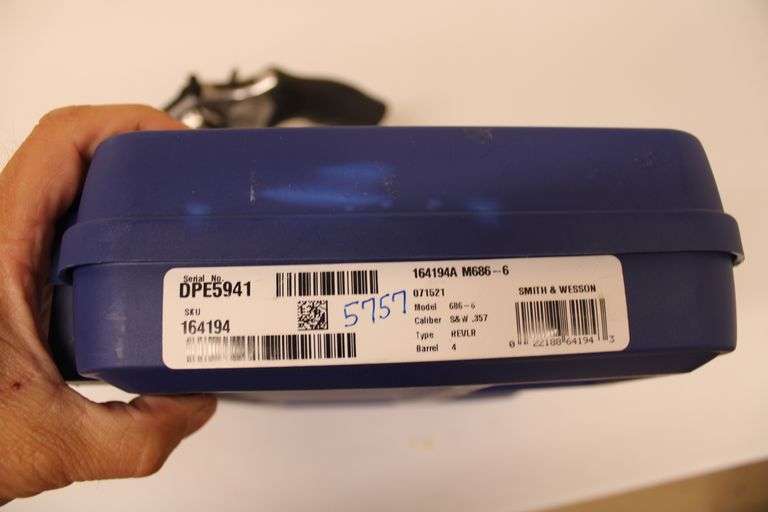 Serial No.
DPE5941
SKU
164194
5757
164194A M686-6
071521
Model 686-6
Caliber S&W .357
Type REVLR
Barrel 4
SMITH & WESSON
0 22188 64194 3